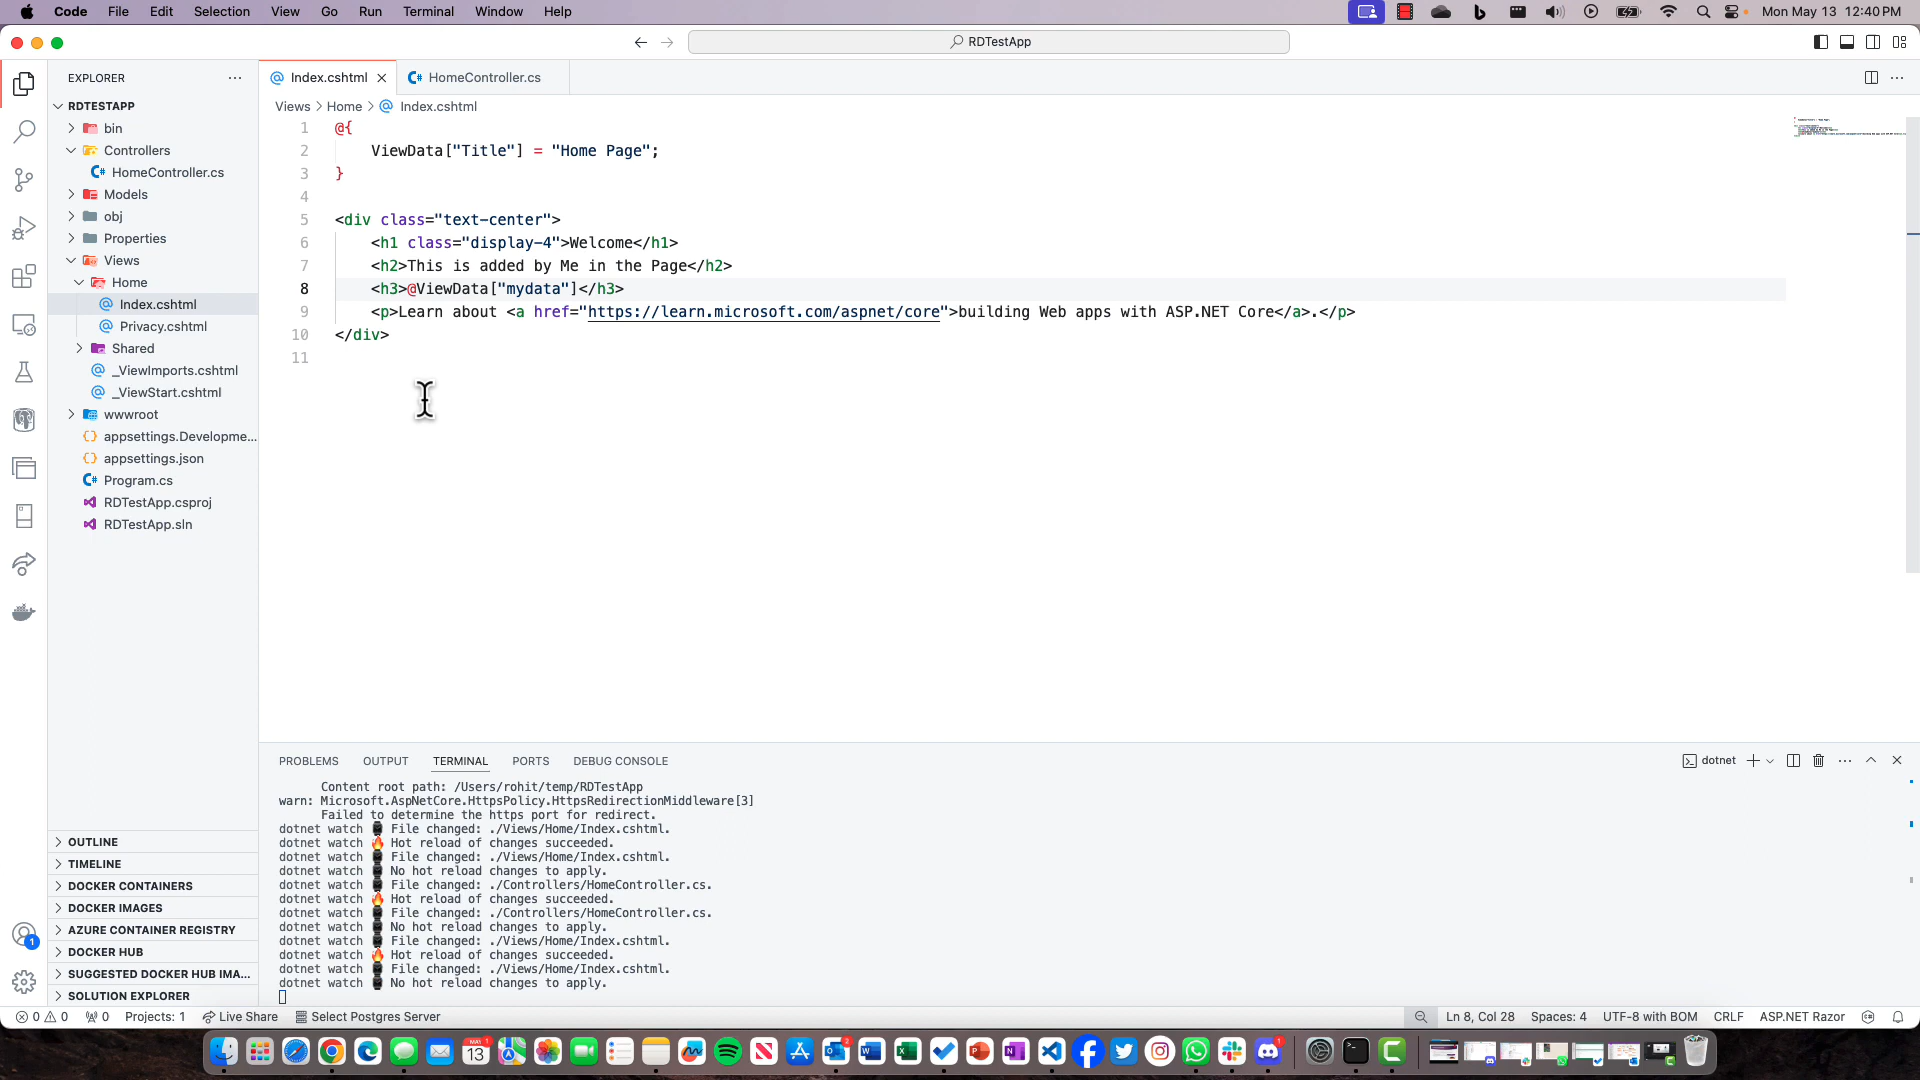 Code File Edit Selection View Go Run Terminal Window Help Mon May 13 12:40 PM
RDTestApp
EXPLORER
RDTESTAPP
bin
Controllers
HomeController.cs
Models
obj
Properties
Views
Home
Index.cshtml
Privacy.cshtml
Shared
_ViewImports.cshtml
_ViewStart.cshtml
wwwroot
appsettings.Developme...
appsettings.json
Program.cs
RDTestApp.csproj
RDTestApp.sln
OUTLINE
TIMELINE
DOCKER CONTAINERS
DOCKER IMAGES
AZURE CONTAINER REGISTRY
DOCKER HUB
SUGGESTED DOCKER HUB IMA...
SOLUTION EXPLORER
Index.cshtml HomeController.cs
Views > Home > Index.cshtml
1 @{
2 ViewData["Title"] = "Home Page";
3 }
4
5 <div class="text-center">
6 <h1 class="display-4">Welcome</h1>
7 <h2>This is added by Me in the Page</h2>
8 <h3>@ViewData["mydata"]</h3>
9 <p>Learn about <a href="https://learn.microsoft.com/aspnet/core">building Web apps with ASP.NET Core</a>.</p>
10 </div>
11
PROBLEMS OUTPUT TERMINAL PORTS DEBUG CONSOLE dotnet
Content root path: /Users/rohit/temp/RDTestApp
warn: Microsoft.AspNetCore.HttpsPolicy.HttpsRedirectionMiddleware[3]
Failed to determine the https port for redirect.
dotnet watch ⌚ File changed: ./Views/Home/Index.cshtml.
dotnet watch 🔥 Hot reload of changes succeeded.
dotnet watch ⌚ File changed: ./Views/Home/Index.cshtml.
dotnet watch ⌚ No hot reload changes to apply.
dotnet watch ⌚ File changed: ./Controllers/HomeController.cs.
dotnet watch 🔥 Hot reload of changes succeeded.
dotnet watch ⌚ File changed: ./Controllers/HomeController.cs.
dotnet watch ⌚ No hot reload changes to apply.
dotnet watch ⌚ File changed: ./Views/Home/Index.cshtml.
dotnet watch 🔥 Hot reload of changes succeeded.
dotnet watch ⌚ File changed: ./Views/Home/Index.cshtml.
dotnet watch ⌚ No hot reload changes to apply.
1
0 0 0 Projects: 1 Live Share Select Postgres Server Ln 8, Col 28 Spaces: 4 UTF-8 with BOM CRLF ASP.NET Razor
MAY 13 2 1